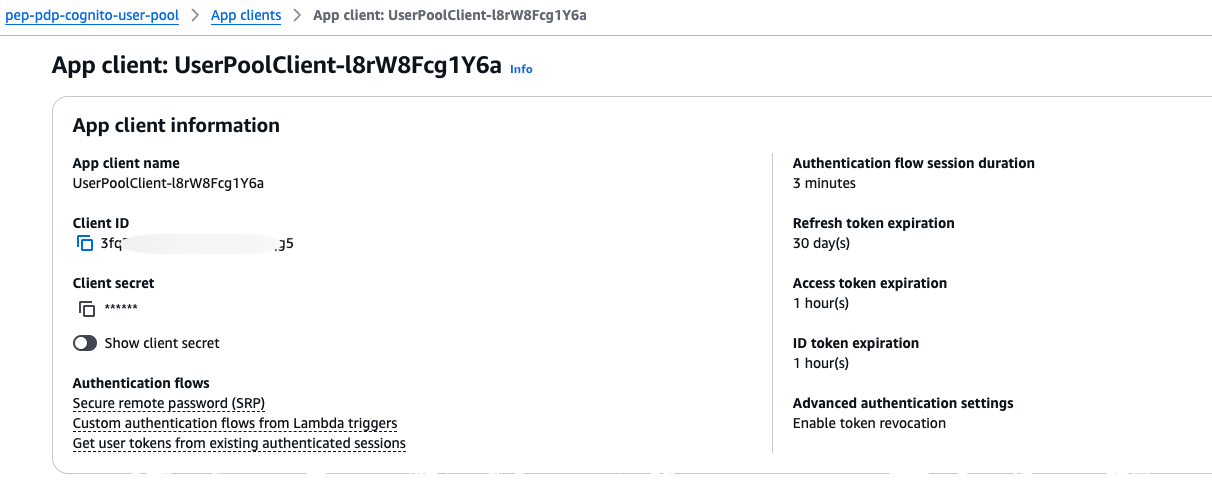 pep-pdp-cognito-user-pool > App clients > App client: UserPoolClient-l8rW8Fcg1Y6a
App client: UserPoolClient-l8rW8Fcg1Y6a Info
App client information
App client name
UserPoolClient-l8rW8Fcg1Y6a
Client ID
3fq g5
Client secret
******
Show client secret
Authentication flows
Secure remote password (SRP)
Custom authentication flows from Lambda triggers
Get user tokens from existing authenticated sessions
Authentication flow session duration
3 minutes
Refresh token expiration
30 day(s)
Access token expiration
1 hour(s)
ID token expiration
1 hour(s)
Advanced authentication settings
Enable token revocation